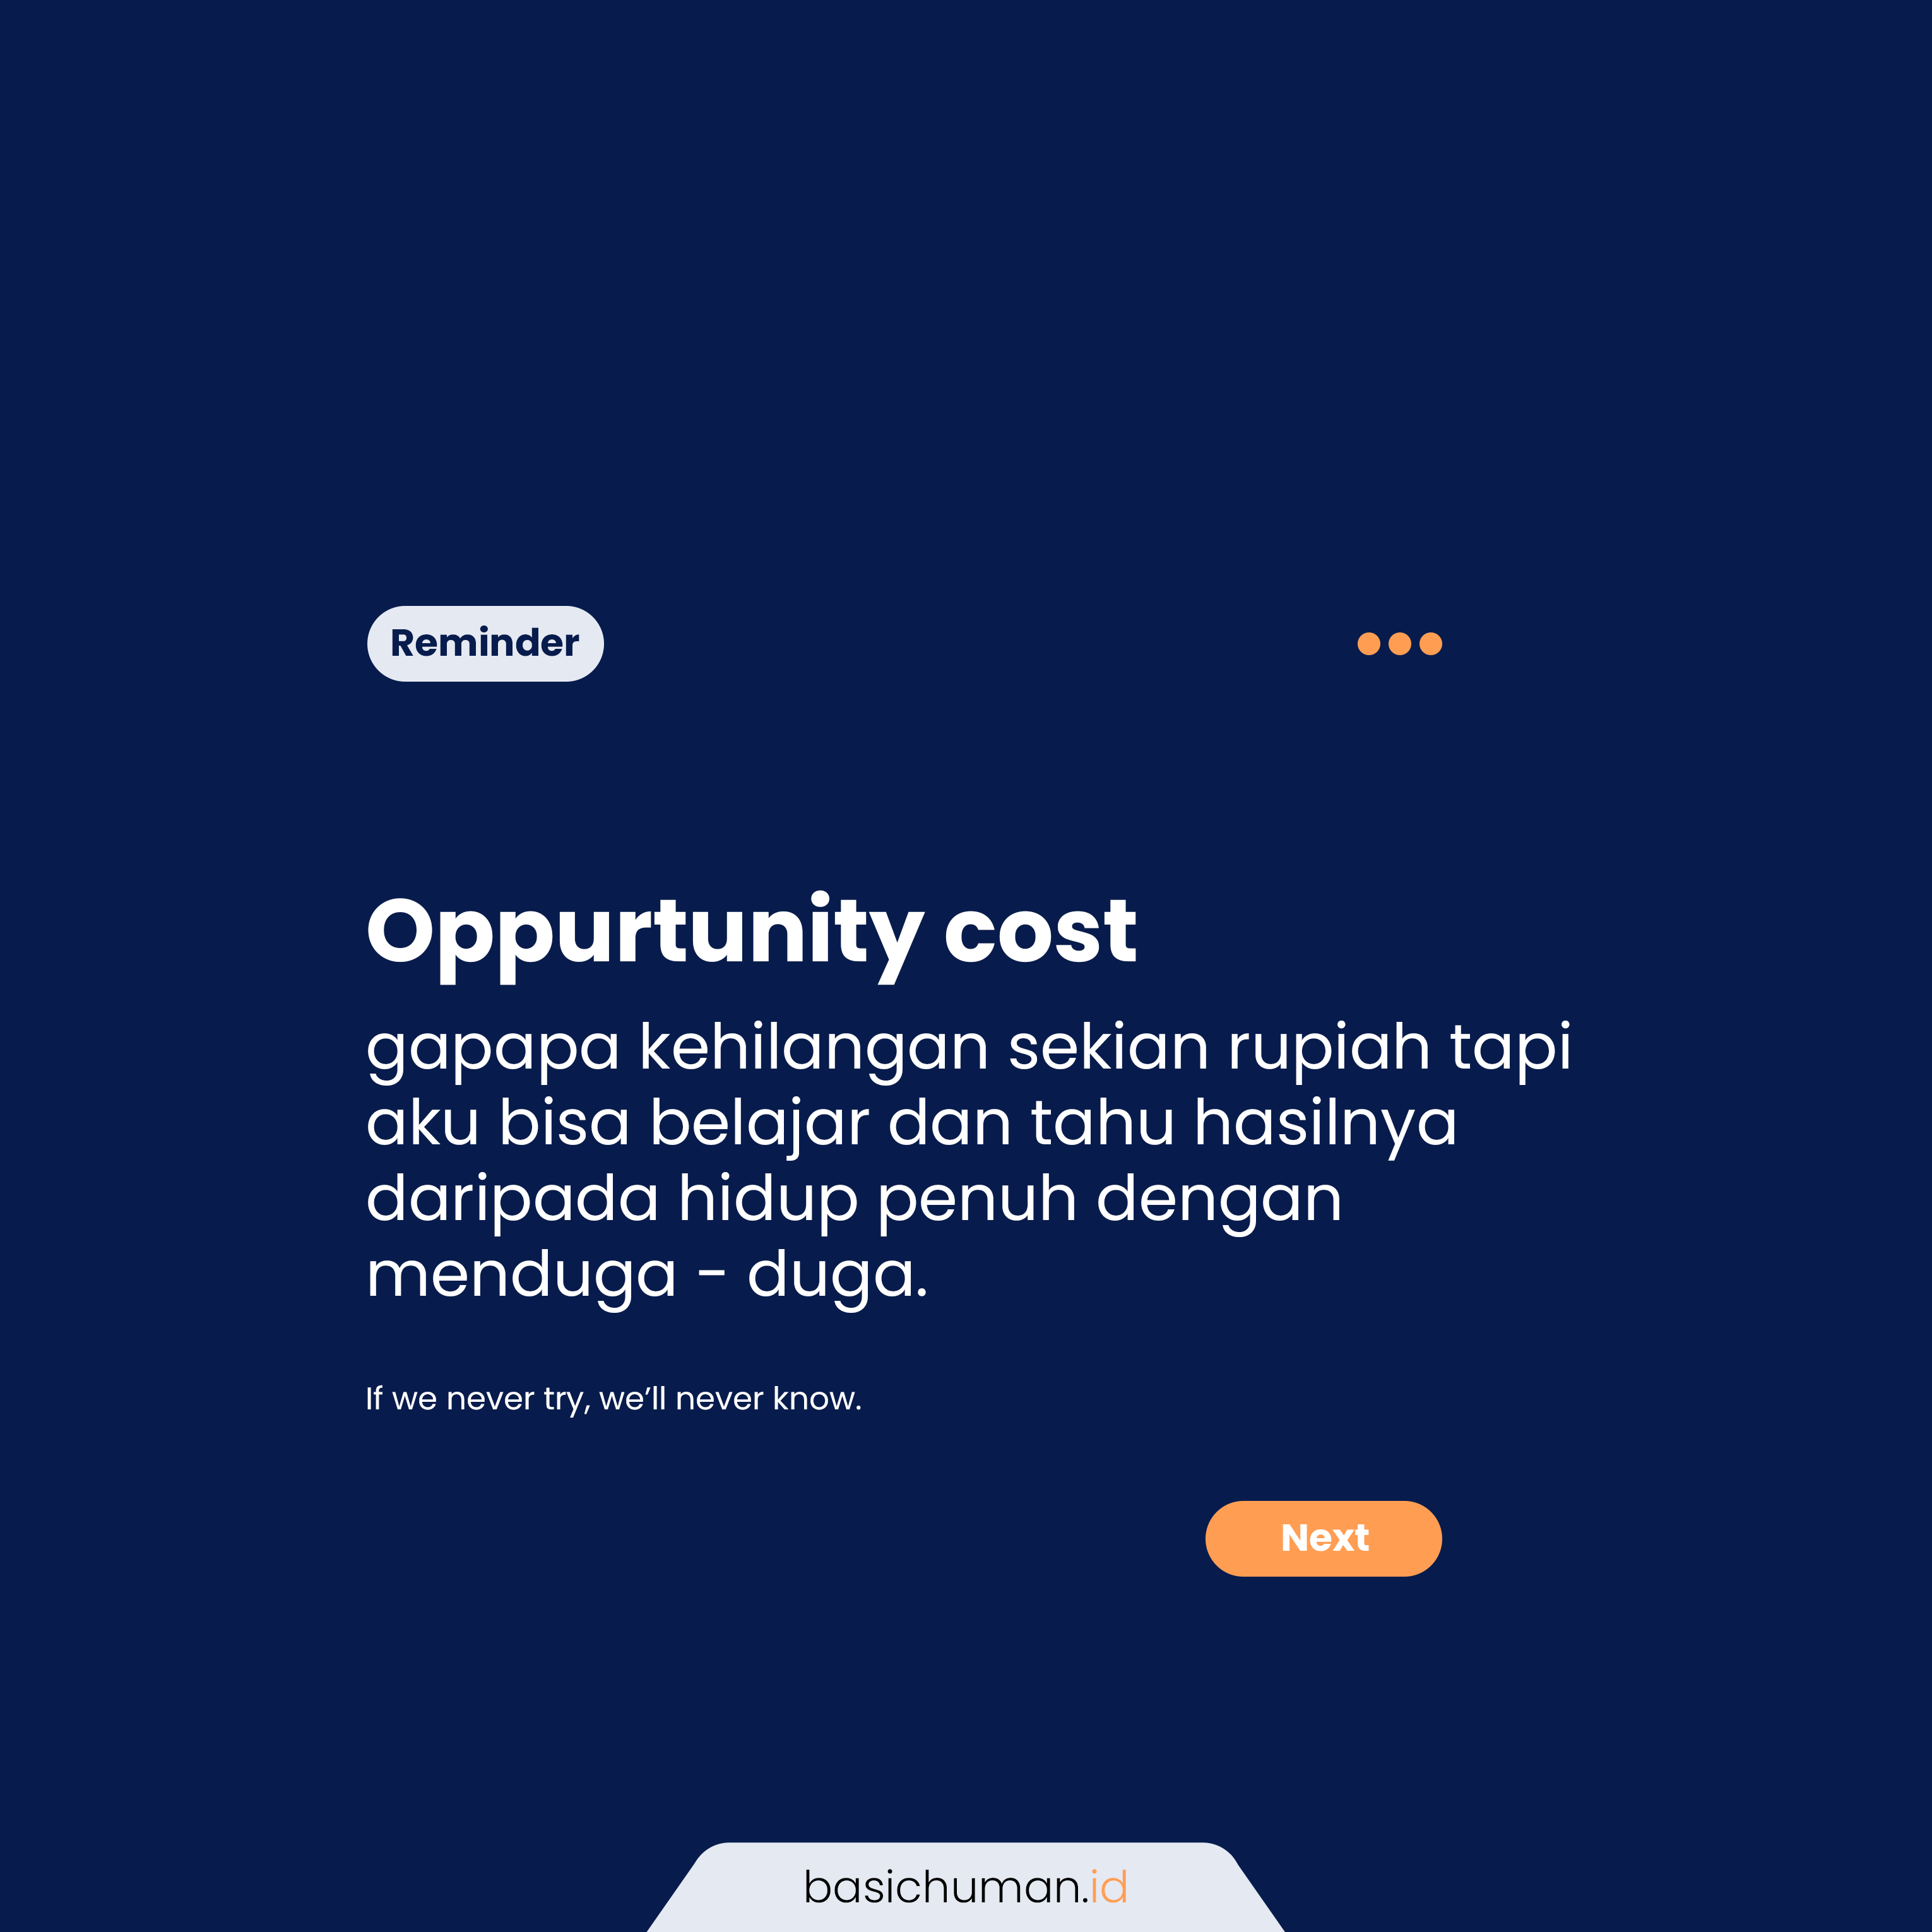 Reminder
Oppurtunity cost
gapapa kehilangan sekian rupiah tapi
aku bisa belajar dan tahu hasilnya
daripada hidup penuh dengan
menduga - duga.
If we never try, we’ll never know.
Next
basichuman.id